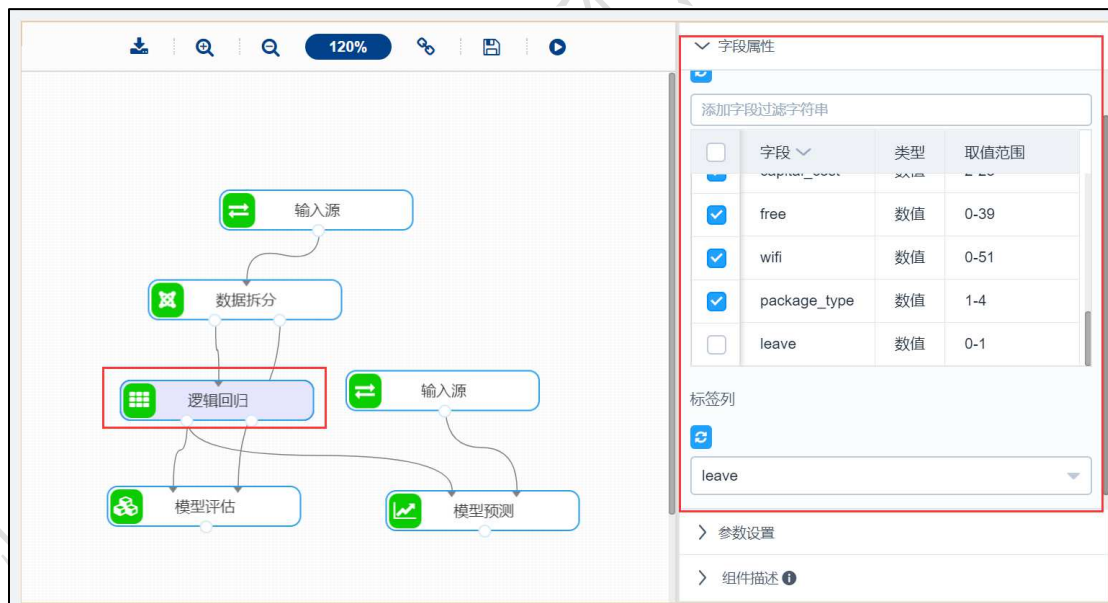 120%
字段属性
添加字段过滤字符串
字段 类型 取值范围
free 数值 0-39
wifi 数值 0-51
package_type 数值 1-4
leave 数值 0-1
标签列
leave
参数设置
组件描述
输入源
数据拆分
逻辑回归
输入源
模型评估
模型预测